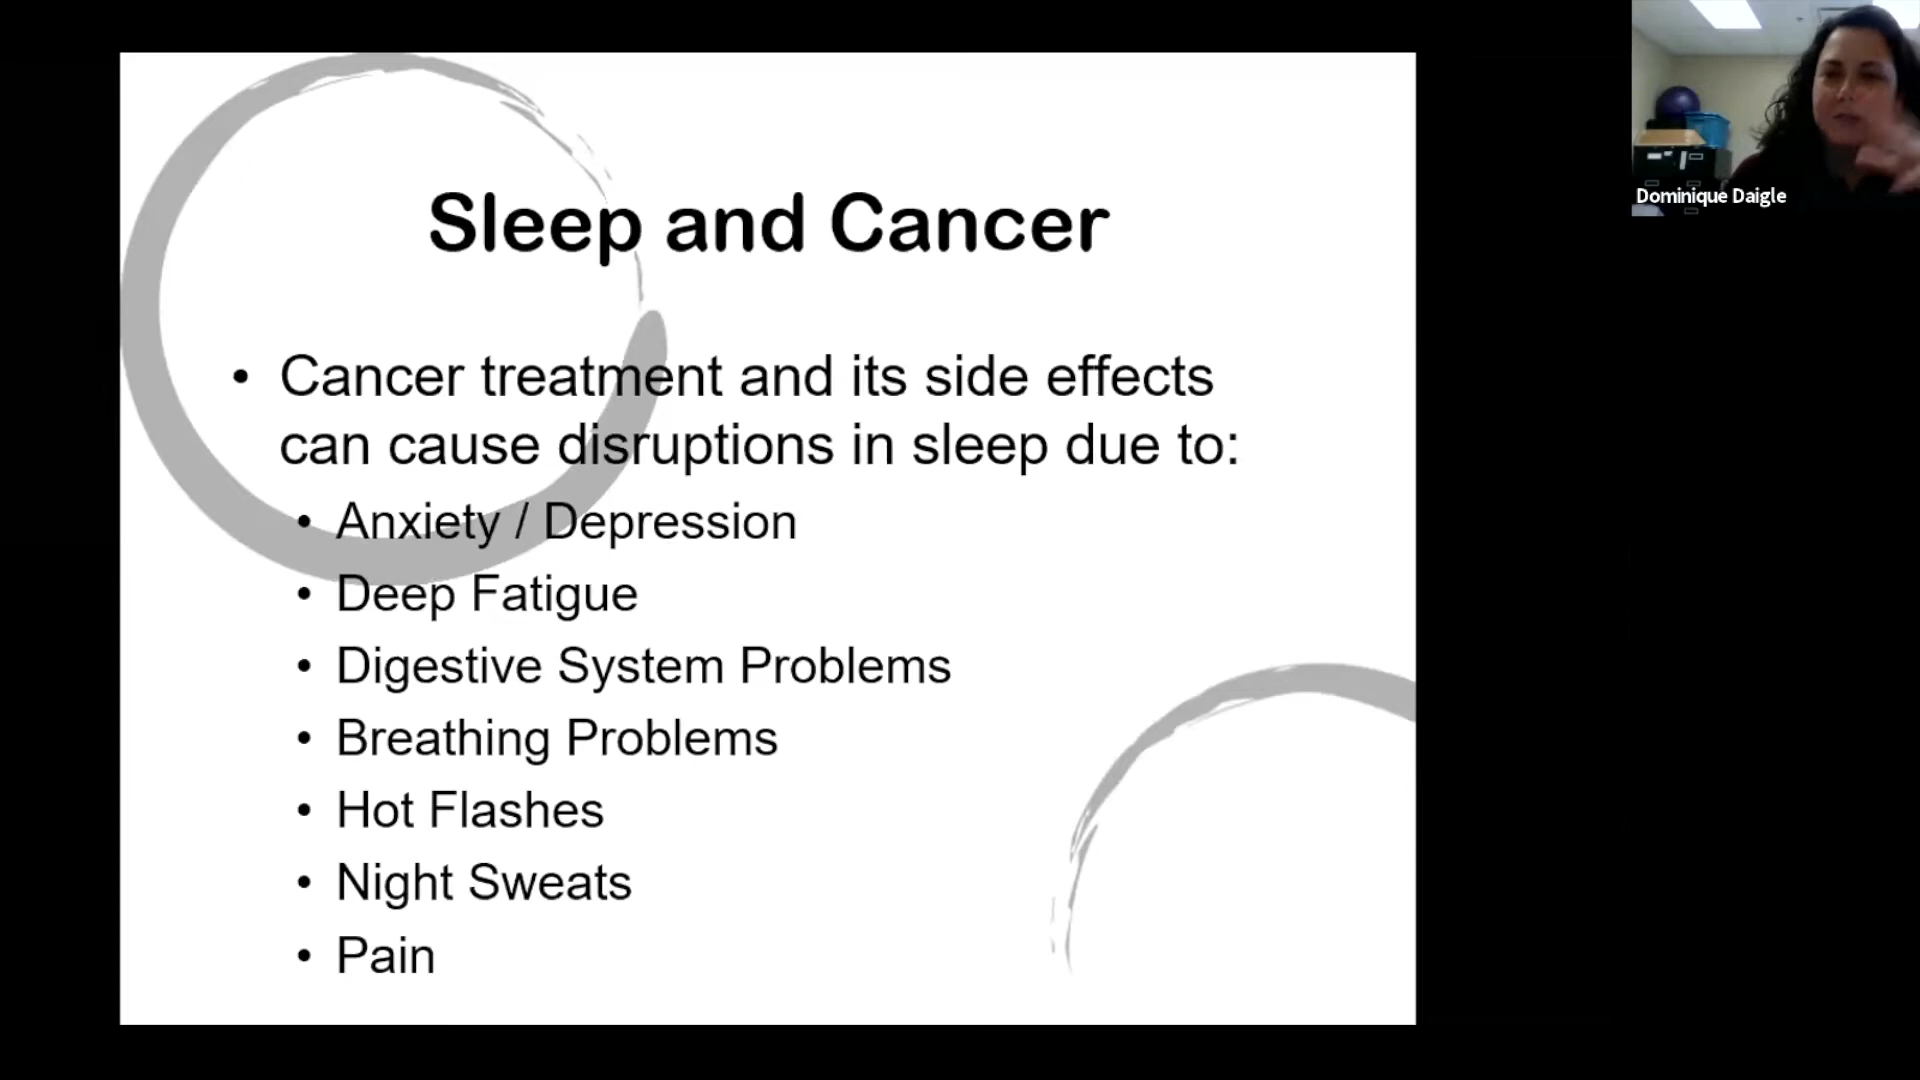 Sleep and Cancer
• Cancer treatment and its side effects
can cause disruptions in sleep due to:
• Anxiety / Depression
• Deep Fatigue
• Digestive System Problems
• Breathing Problems
• Hot Flashes
• Night Sweats
• Pain
Dominique Daigle